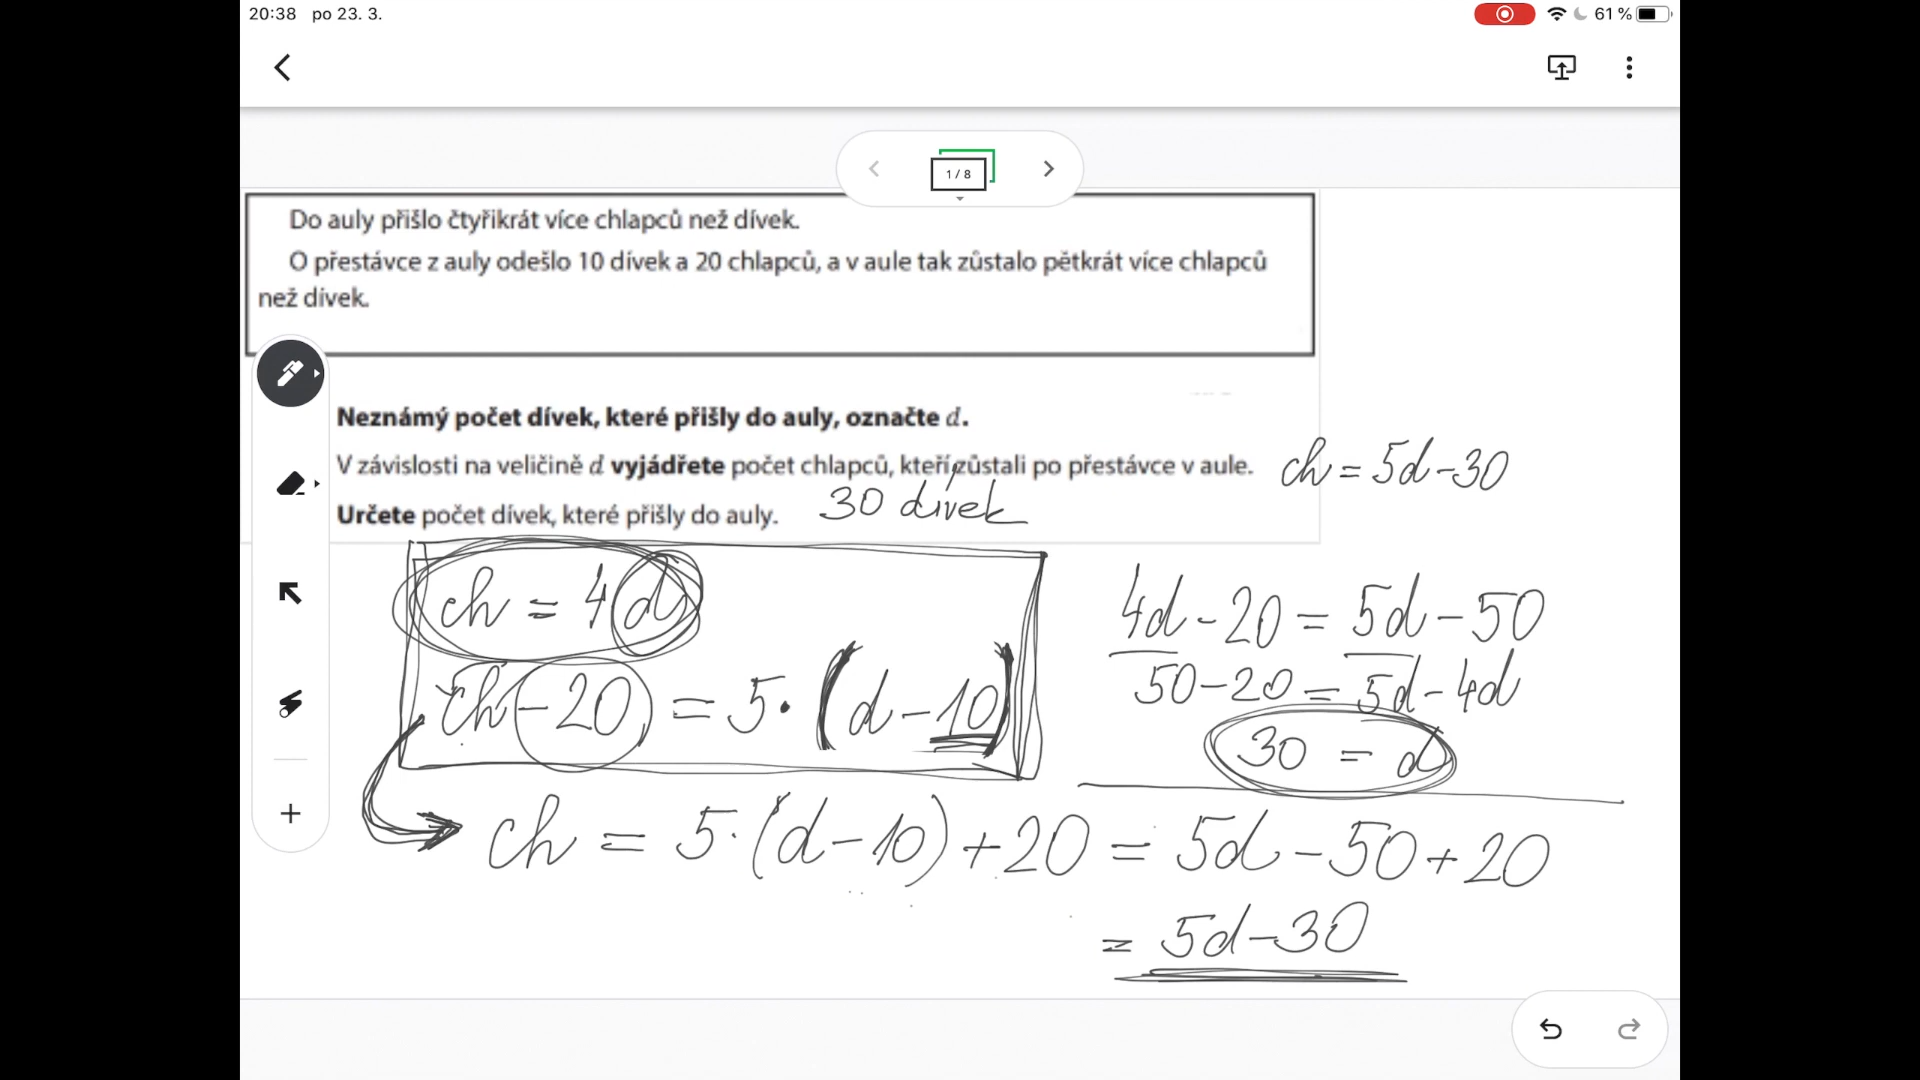 20:38 po 23. 3.
61 %
1 / 8
Do auly přišlo čtyřikrát více chlapců než dívek.
O přestávce z auly odešlo 10 dívek a 20 chlapců, a v aule tak zůstalo pětkrát více chlapců
než dívek.
Neznámý počet dívek, které přišly do auly, označte d.
V závislosti na veličině d vyjádřete počet chlapců, kteří zůstali po přestávce v aule.
ch = 5d - 30
Určete počet dívek, které přišly do auly.
30 dívek
ch = 4d
ch - 20 = 5 · (d - 10)
4d - 20 = 5d - 50
50 - 20 = 5d - 4d
30 = d
ch = 5 · (d - 10) + 20 = 5d - 50 + 20
= 5d - 30